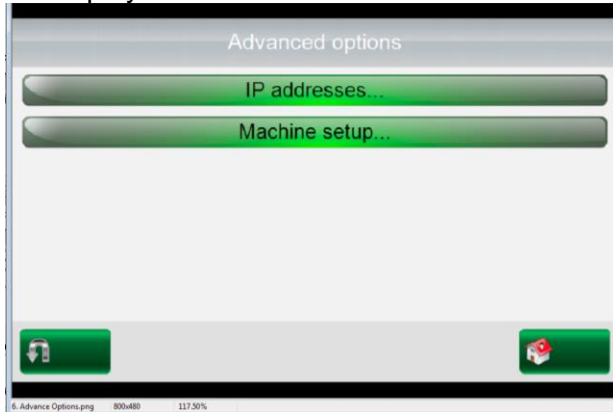 Advanced options
IP addresses...
Machine setup...
6. Advance Options.png 800x480 117.50%